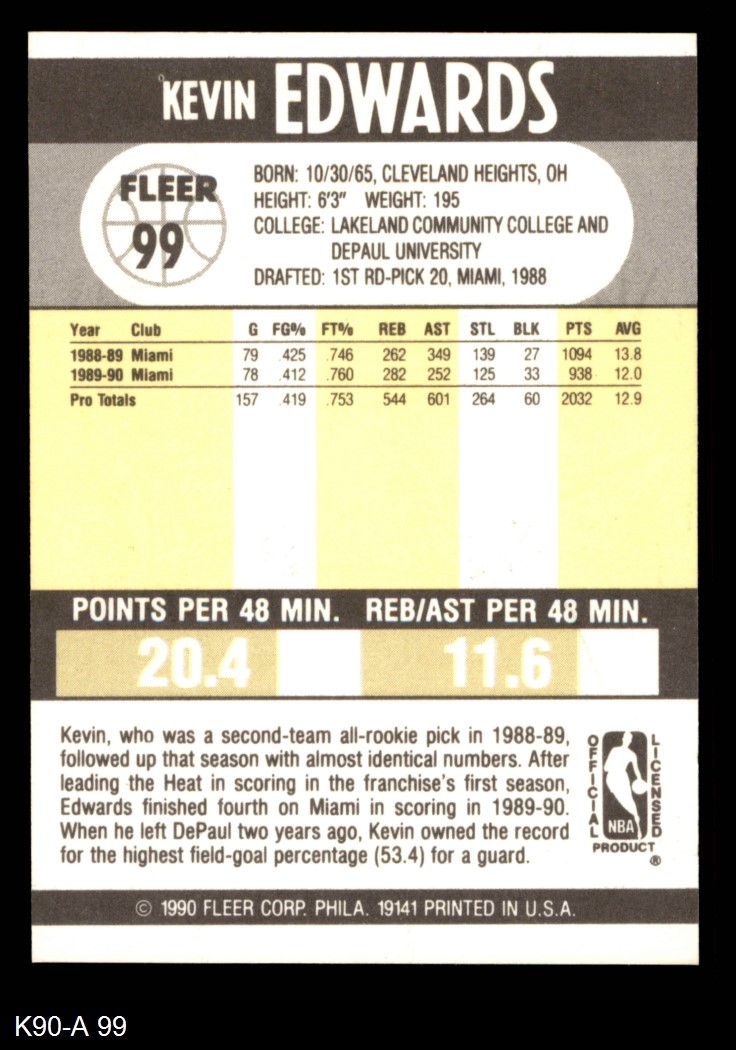 KEVIN EDWARDS
FLEER
99
BORN: 10/30/65, CLEVELAND HEIGHTS, OH
HEIGHT: 6'3" WEIGHT: 195
COLLEGE: LAKELAND COMMUNITY COLLEGE AND
DEPAUL UNIVERSITY
DRAFTED: 1ST RD-PICK 20, MIAMI, 1988
Year Club G FG% FT% REB AST STL BLK PTS AVG
1988-89 Miami 79 .425 .746 262 349 139 27 1094 13.8
1989-90 Miami 78 .412 .760 282 252 125 33 938 12.0
Pro Totals 157 .419 .753 544 601 264 60 2032 12.9
POINTS PER 48 MIN. REB/AST PER 48 MIN.
20.4 11.6
Kevin, who was a second-team all-rookie pick in 1988-89,
followed up that season with almost identical numbers. After
leading the Heat in scoring in the franchise's first season,
Edwards finished fourth on Miami in scoring in 1989-90.
When he left DePaul two years ago, Kevin owned the record
for the highest field-goal percentage (53.4) for a guard.
OFFICIAL
LICENSED
NBA
PRODUCT
®
© 1990 FLEER CORP. PHILA. 19141 PRINTED IN U.S.A.
K90-A 99